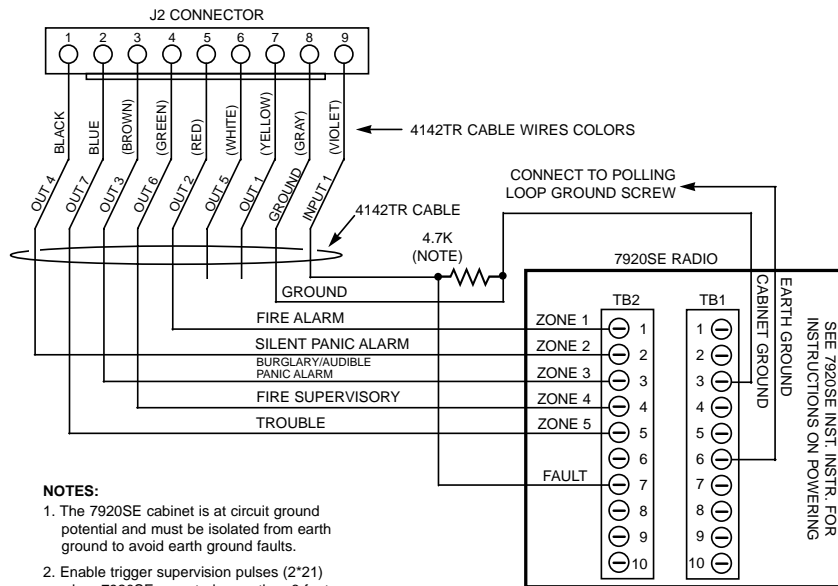 J2 CONNECTOR
1 2 3 4 5 6 7 8 9
BLACK
BLUE
(BROWN)
(GREEN)
(RED)
(WHITE)
(YELLOW)
(GRAY)
(VIOLET)
4142TR CABLE WIRES COLORS
OUT 4
OUT 7
OUT 3
OUT 6
OUT 2
OUT 5
OUT 1
GROUND
INPUT 1
4142TR CABLE
CONNECT TO POLLING
LOOP GROUND SCREW
4.7K
(NOTE)
7920SE RADIO
GROUND
FIRE ALARM
SILENT PANIC ALARM
BURGLARY/AUDIBLE
PANIC ALARM
FIRE SUPERVISORY
TROUBLE
ZONE 1
ZONE 2
ZONE 3
ZONE 4
ZONE 5
FAULT
TB2
1
2
3
4
5
6
7
8
9
10
TB1
1
2
3
4
5
6
7
8
9
10
CABINET GROUND
EARTH GROUND
SEE 7920SE INST. INSTR. FOR
INSTRUCTIONS ON POWERING
NOTES:
1. The 7920SE cabinet is at circuit ground
potential and must be isolated from earth
ground to avoid earth ground faults.
2. Enable trigger supervision pulses (2*21)